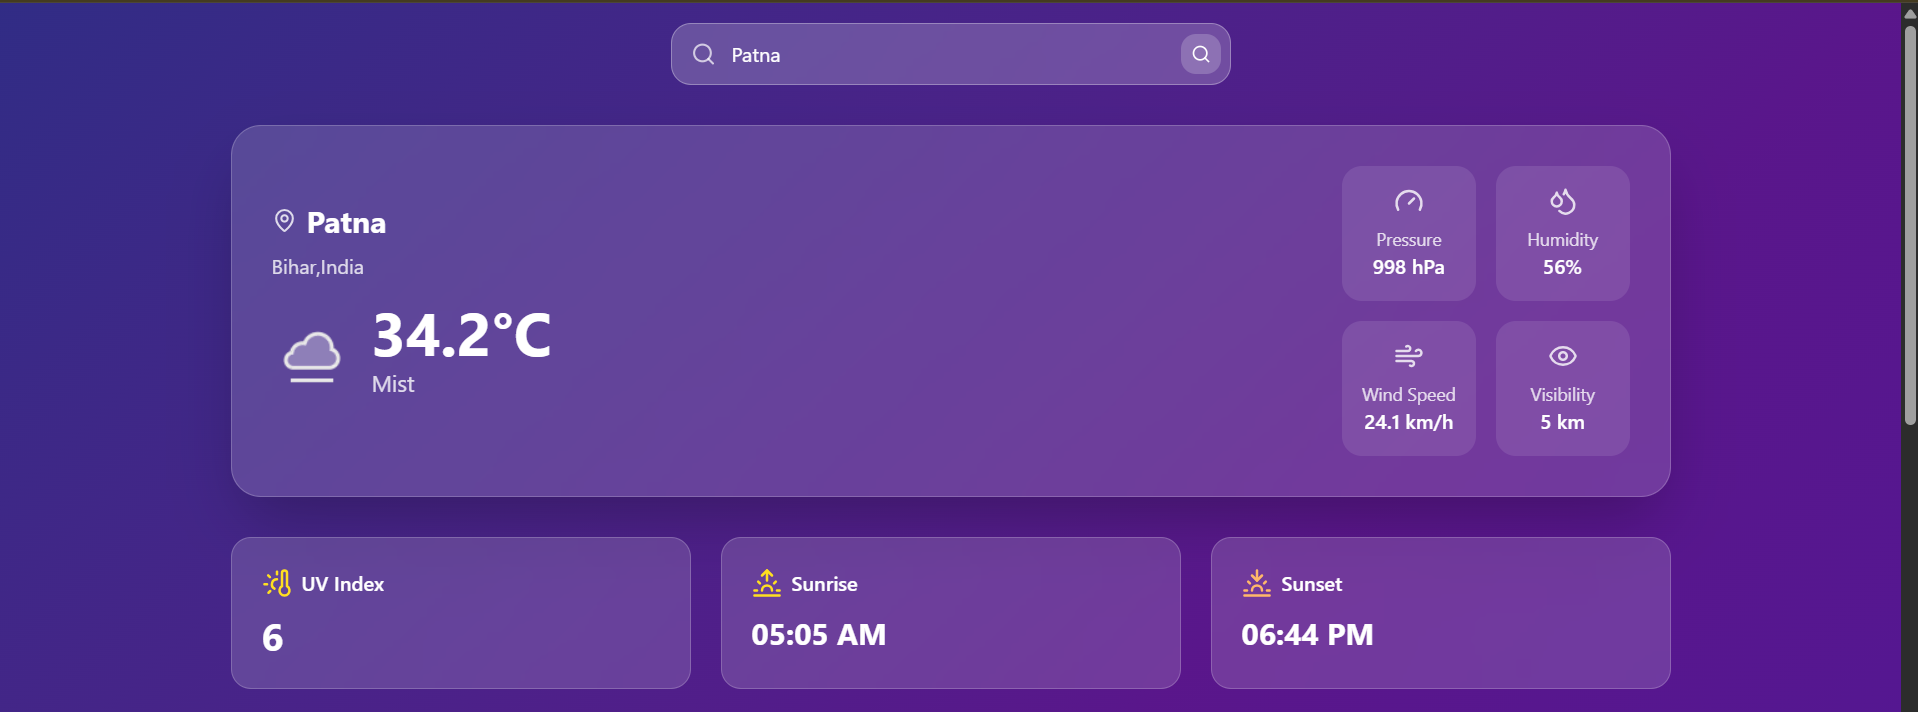 Patna
Patna
Bihar,India
34.2°C
Mist
Pressure
998 hPa
Humidity
56%
Wind Speed
24.1 km/h
Visibility
5 km
UV Index
6
Sunrise
05:05 AM
Sunset
06:44 PM